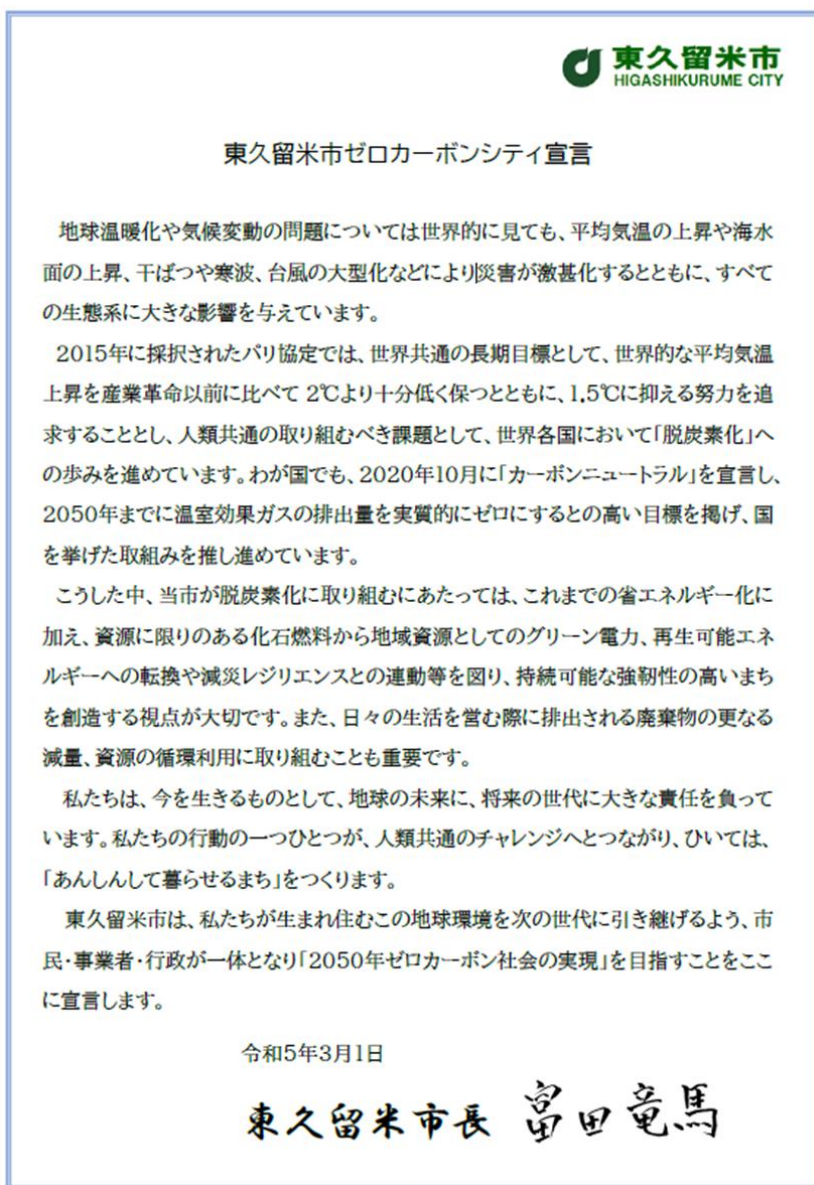 東久留米市
HIGASHIKURUME CITY
東久留米市ゼロカーボンシティ宣言
地球温暖化や気候変動の問題については世界的に見ても、平均気温の上昇や海水
面の上昇、干ばつや寒波、台風の大型化などにより災害が激甚化するとともに、すべて
の生態系に大きな影響を与えています。
2015年に採択されたパリ協定では、世界共通の長期目標として、世界的な平均気温
上昇を産業革命以前に比べて 2℃より十分低く保つとともに、1.5℃に抑える努力を追
求することとし、人類共通の取り組むべき課題として、世界各国において「脱炭素化」へ
の歩みを進めています。わが国でも、2020年10月に「カーボンニュートラル」を宣言し、
2050年までに温室効果ガスの排出量を実質的にゼロにするとの高い目標を掲げ、国
を挙げた取組みを推し進めています。
こうした中、当市が脱炭素化に取り組むにあたっては、これまでの省エネルギー化に
加え、資源に限りのある化石燃料から地域資源としてのグリーン電力、再生可能エネ
ルギーへの転換や減災レジリエンスとの連動等を図り、持続可能な強靭性の高いまち
を創造する視点が大切です。また、日々の生活を営む際に排出される廃棄物の更なる
減量、資源の循環利用に取り組むことも重要です。
私たちは、今を生きるものとして、地球の未来に、将来の世代に大きな責任を負って
います。私たちの行動の一つひとつが、人類共通のチャレンジへとつながり、ひいては、
「あんしんして暮らせるまち」をつくります。
東久留米市は、私たちが生まれ住むこの地球環境を次の世代に引き継げるよう、市
民・事業者・行政が一体となり「2050年ゼロカーボン社会の実現」を目指すことをここ
に宣言します。
令和5年3月1日
東久留米市長 富田竜馬